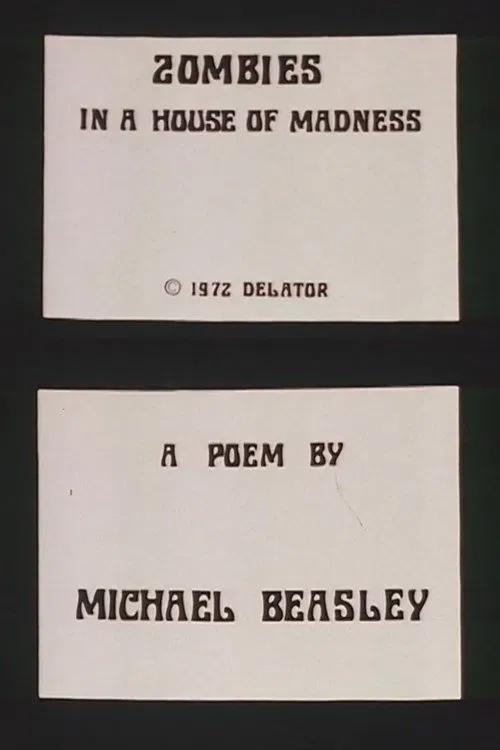 ZOMBIES
IN A HOUSE OF MADNESS
© 1972 DELATOR
A POEM BY
MICHAEL BEASLEY